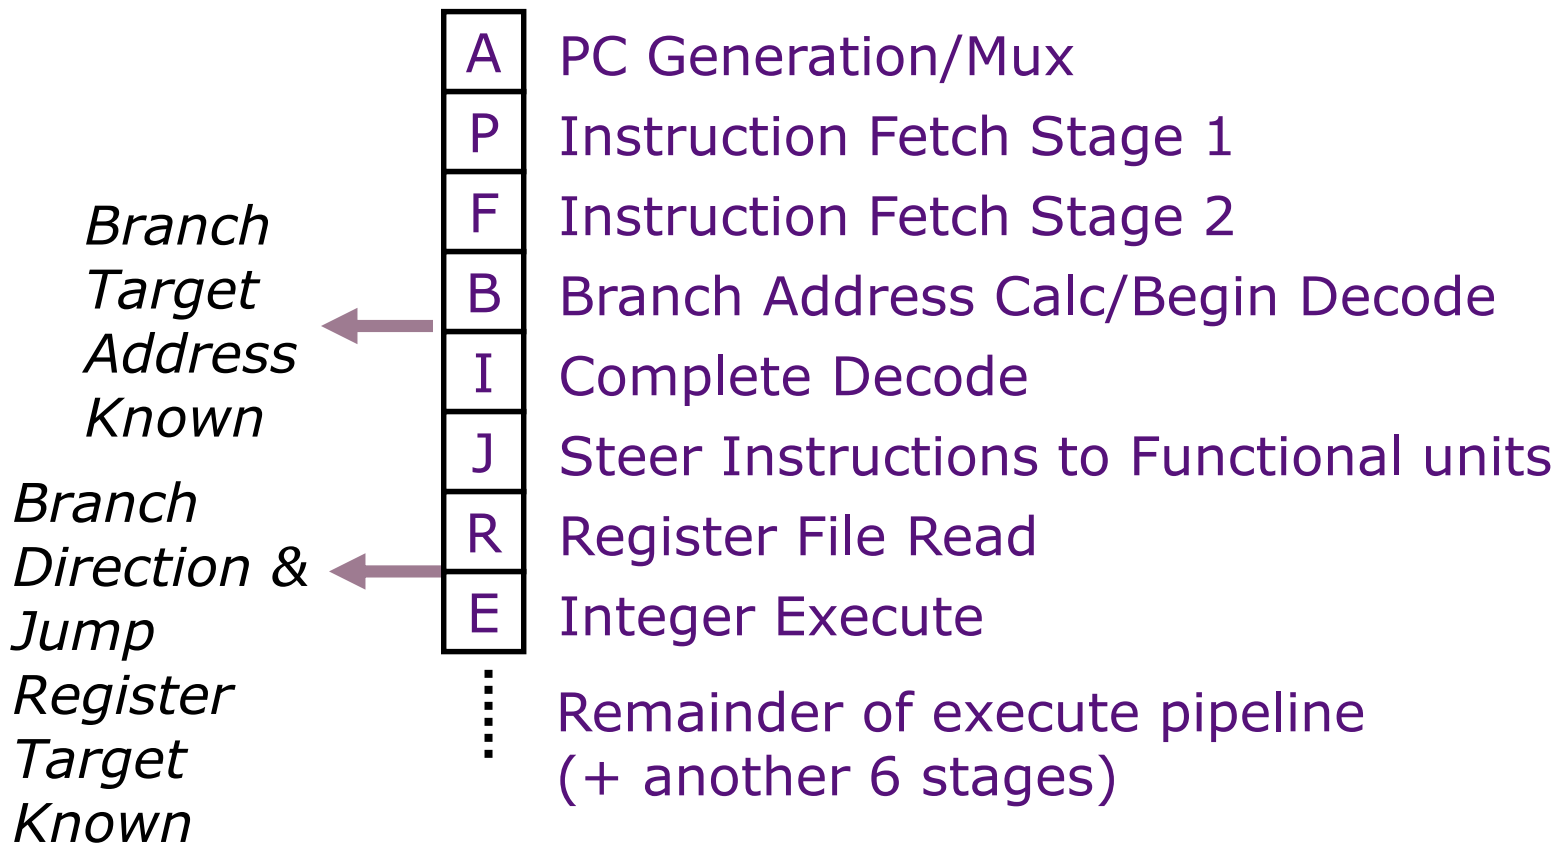 A PC Generation/Mux
P Instruction Fetch Stage 1
F Instruction Fetch Stage 2
B Branch Address Calc/Begin Decode
I Complete Decode
J Steer Instructions to Functional units
R Register File Read
E Integer Execute
Remainder of execute pipeline
(+ another 6 stages)
Branch
Target
Address
Known
Branch
Direction &
Jump
Register
Target
Known